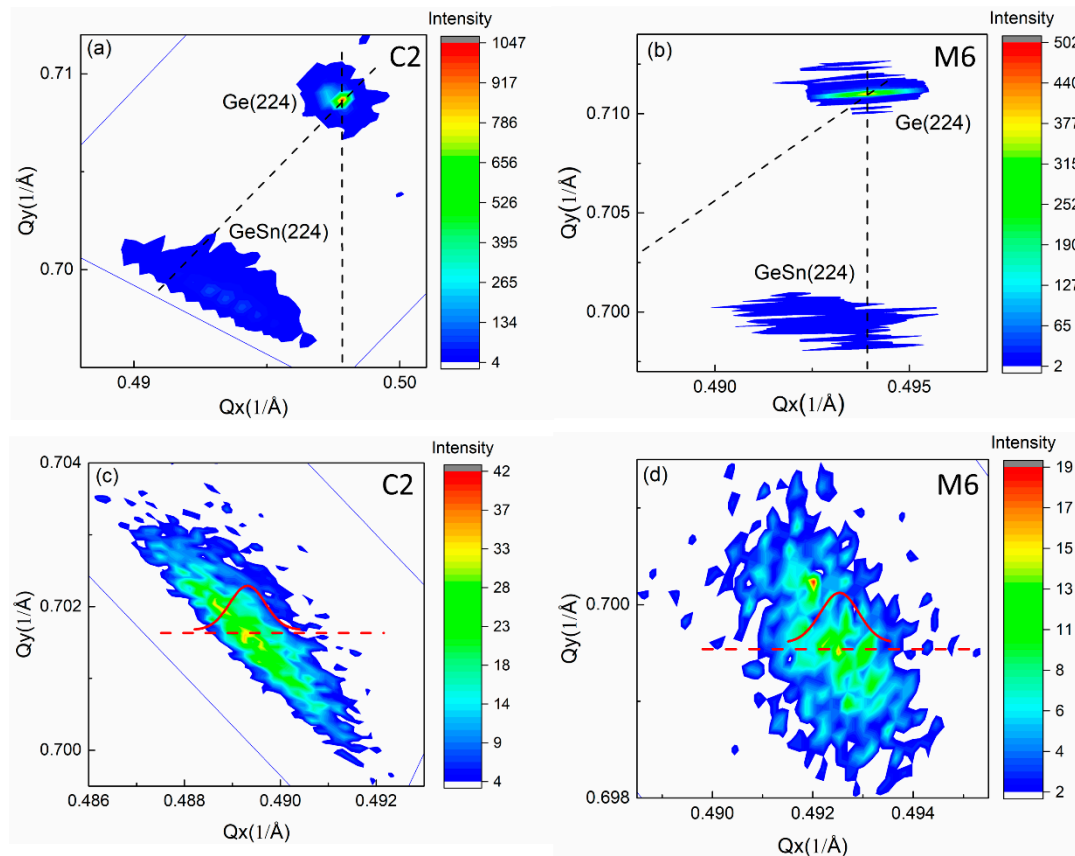 Intensity
(a)
C2
1047
917
786
656
526
395
265
134
4
0.71
0.70
Qy(1/Å)
Ge(224)
GeSn(224)
0.49
0.50
Qx(1/Å)
Intensity
(b)
M6
502
440
377
315
252
190
127
65
2
0.710
0.705
0.700
Qy(1/Å)
Ge(224)
GeSn(224)
0.490
0.495
Qx(1/Å)
Intensity
(c)
C2
42
38
33
28
23
18
14
9
4
0.704
0.702
0.700
Qy(1/Å)
0.486
0.488
0.490
0.492
Qx(1/Å)
Intensity
(d)
M6
19
17
15
13
11
8
6
4
2
0.700
0.698
Qy(1/Å)
0.490
0.492
0.494
Qx(1/Å)